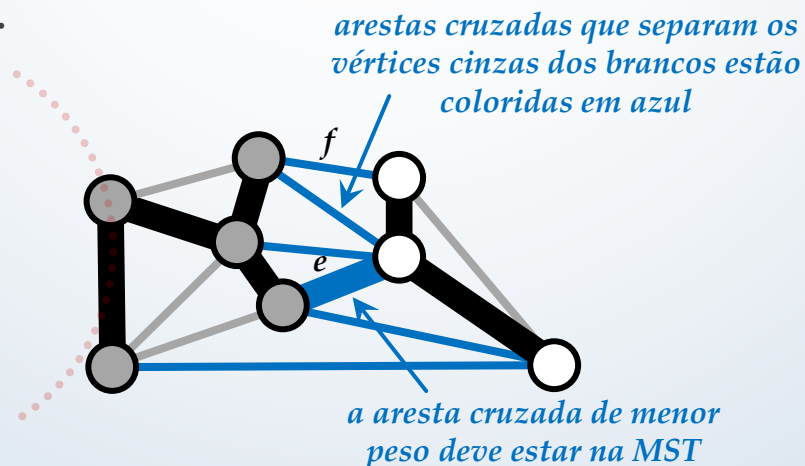 arestas cruzadas que separam os
vértices cinzas dos brancos estão
coloridas em azul
f
e
a aresta cruzada de menor
peso deve estar na MST